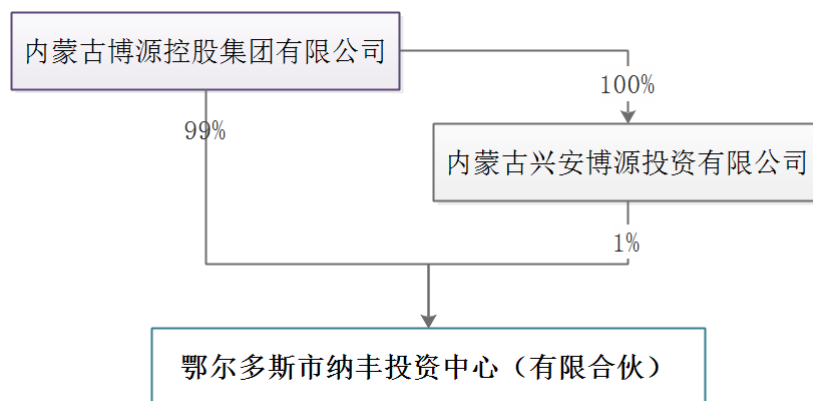 内蒙古博源控股集团有限公司
100%
99%
内蒙古兴安博源投资有限公司
1%
鄂尔多斯市纳丰投资中心（有限合伙）